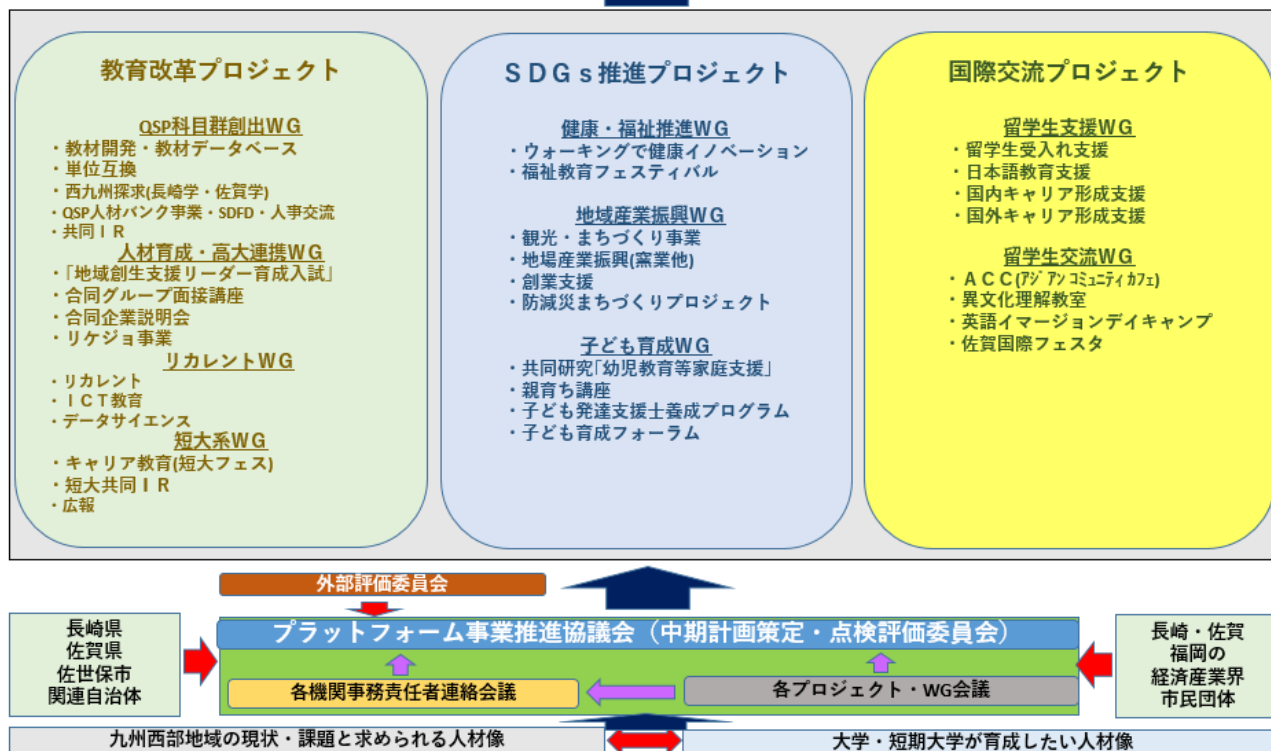 教育改革プロジェクト
QSP科目群創出ＷＧ
・教材開発・教材データベース
・単位互換
・西九州探求(長崎学・佐賀学)
・QSP人材バンク事業・SDFD・人事交流
・共同ＩＲ
人材育成・高大連携ＷＧ
・「地域創生支援リーダー育成入試」
・合同グループ面接講座
・合同企業説明会
・リケジョ事業
リカレントＷＧ
・リカレント
・ＩＣＴ教育
・データサイエンス
短大系ＷＧ
・キャリア教育(短大フェス)
・短大共同ＩＲ
・広報
ＳＤＧｓ推進プロジェクト
健康・福祉推進ＷＧ
・ウォーキングで健康イノベーション
・福祉教育フェスティバル
地域産業振興ＷＧ
・観光・まちづくり事業
・地場産業振興(窯業他)
・創業支援
・防減災まちづくりプロジェクト
子ども育成ＷＧ
・共同研究「幼児教育等家庭支援」
・親育ち講座
・子ども発達支援士養成プログラム
・子ども育成フォーラム
国際交流プロジェクト
留学生支援ＷＧ
・留学生受入れ支援
・日本語教育支援
・国内キャリア形成支援
・国外キャリア形成支援
留学生交流ＷＧ
・ＡＣＣ(ｱｼﾞｱﾝｺﾐｭﾆﾃｨｶﾌｪ)
・異文化理解教室
・英語イマージョンデイキャンプ
・佐賀国際フェスタ
外部評価委員会
長崎県
佐賀県
佐世保市
関連自治体
プラットフォーム事業推進協議会（中期計画策定・点検評価委員会）
各機関事務責任者連絡会議
各プロジェクト・WG会議
長崎・佐賀
福岡の
経済産業界
市民団体
九州西部地域の現状・課題と求められる人材像
大学・短期大学が育成したい人材像